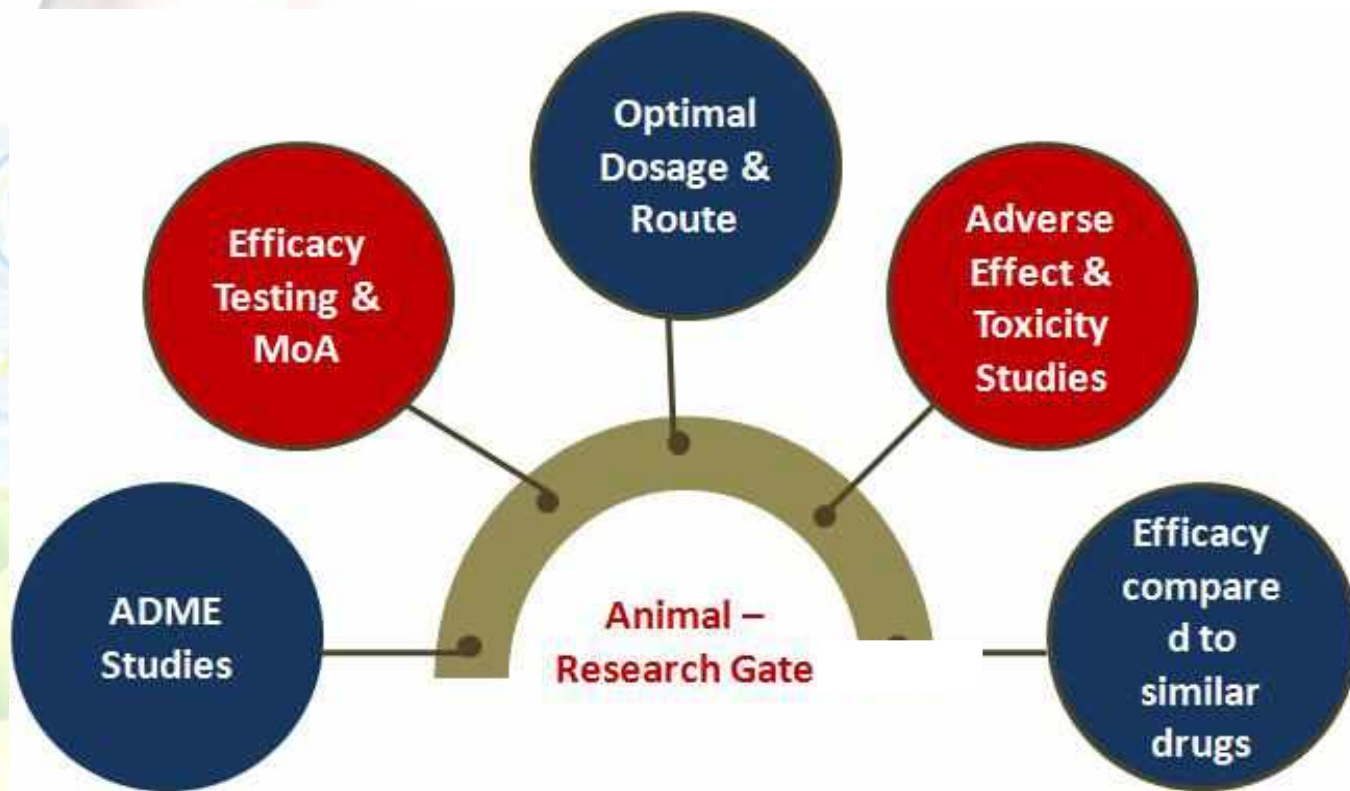 Optimal
Dosage &
Route
Efficacy
Testing &
MoA
Adverse
Effect &
Toxicity
Studies
ADME
Studies
Animal –
Research Gate
Efficacy
compare
d to
similar
drugs